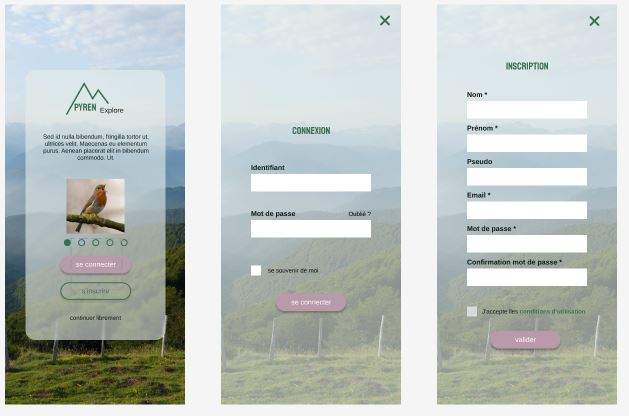 PYREN Explore
Sed id nulla bibendum, fringilla tortor ut,
ultrices velit. Maecenas eu elementum
purus. Aenean placerat elit in bibendum
commodo. Ut.
se connecter
s'inscrire
continuer librement
CONNEXION
Identifiant
Mot de passe
Oublié ?
se souvenir de moi
se connecter
INSCRIPTION
Nom *
Prénom *
Pseudo
Email *
Mot de passe *
Confirmation mot de passe *
J'accepte lles conditions d'utilisation
valider